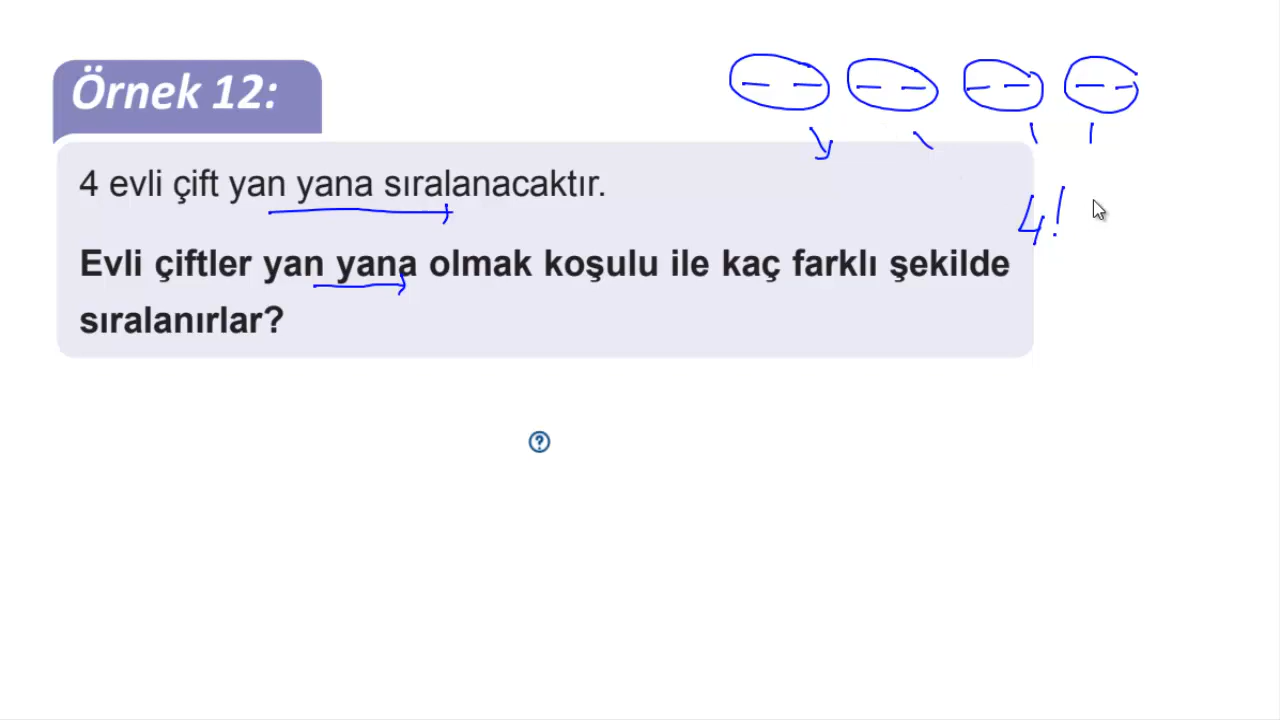 Örnek 12:
4 evli çift yan yana sıralanacaktır.
4!
Evli çiftler yan yana olmak koşulu ile kaç farklı şekilde
sıralanırlar?
?